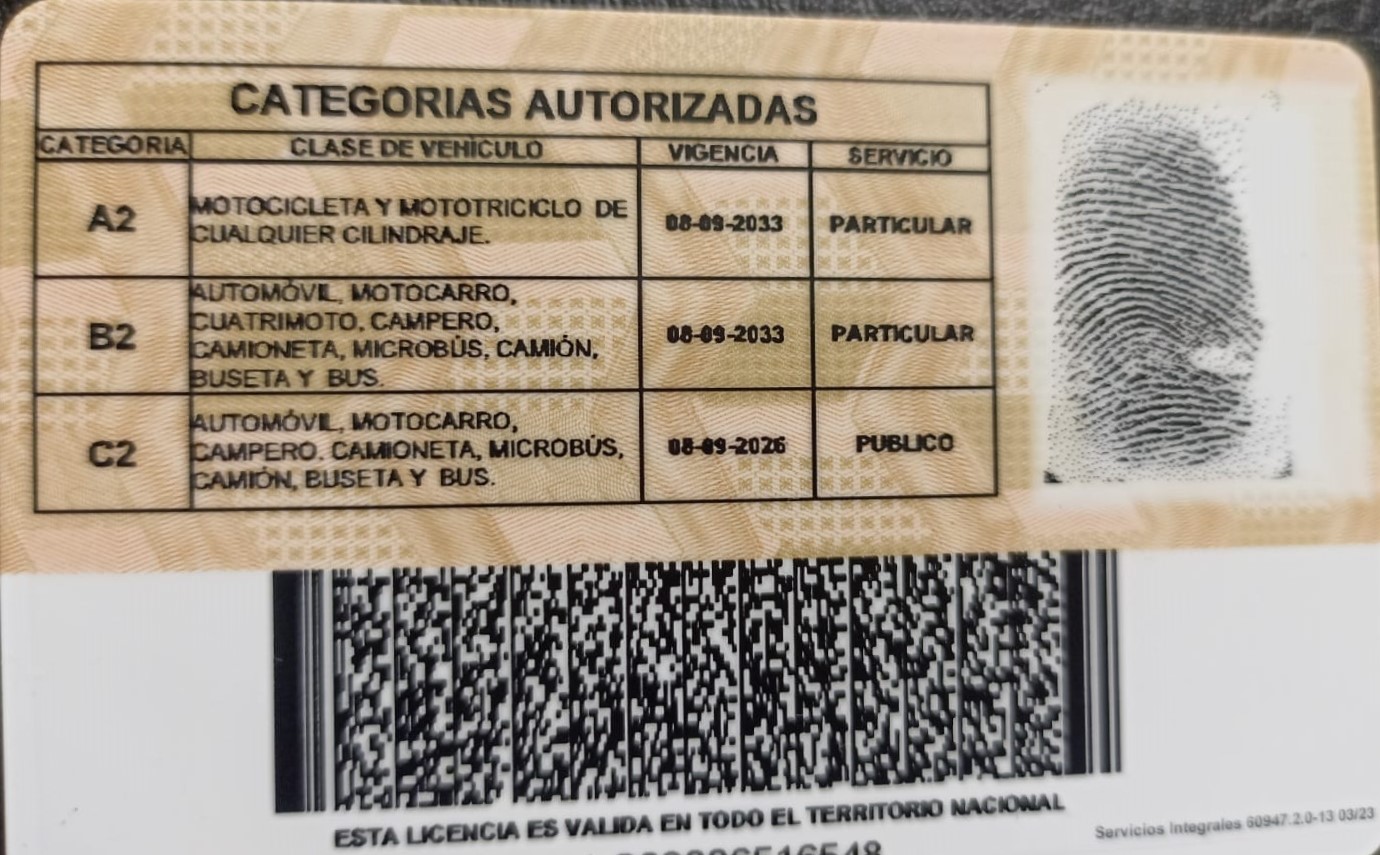 CATEGORIAS AUTORIZADAS
CATEGORIA CLASE DE VEHÍCULO VIGENCIA SERVICIO
A2 MOTOCICLETA Y MOTOTRICICLO DE CUALQUIER CILINDRAJE. 08-09-2033 PARTICULAR
B2 AUTOMÓVIL, MOTOCARRO, CUATRIMOTO, CAMPERO, CAMIONETA, MICROBÚS, CAMIÓN, BUSETA Y BUS. 08-09-2033 PARTICULAR
C2 AUTOMÓVIL, MOTOCARRO, CAMPERO. CAMIONETA, MICROBÚS, CAMIÓN, BUSETA Y BUS. 08-09-2026 PUBLICO
ESTA LICENCIA ES VALIDA EN TODO EL TERRITORIO NACIONAL
Servicios Integrales 60947.2.0-13 03/23